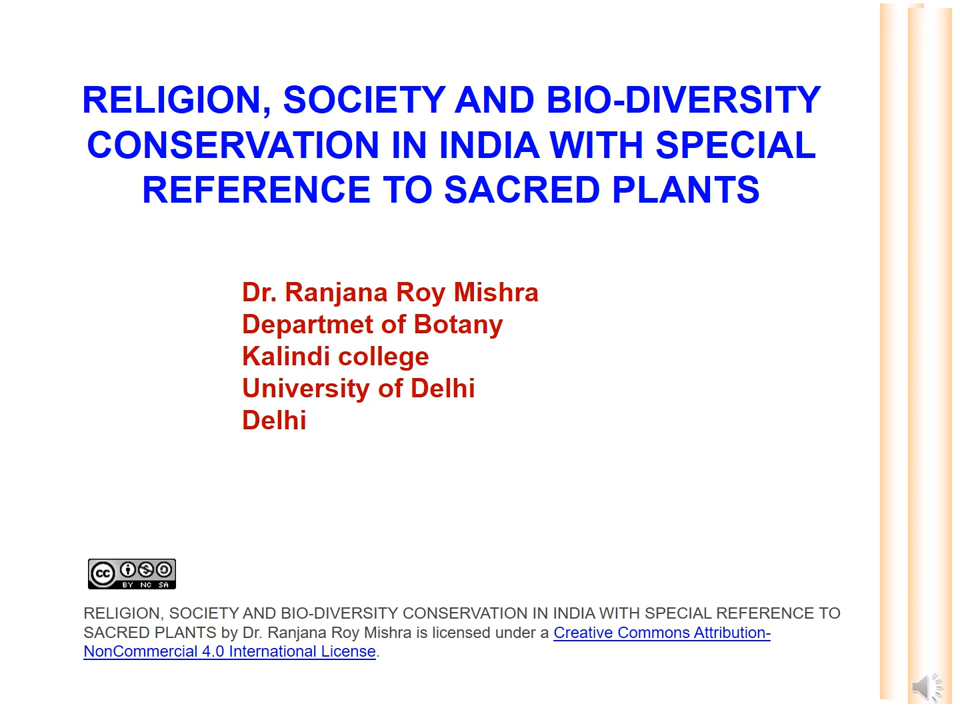 RELIGION, SOCIETY AND BIO-DIVERSITY
CONSERVATION IN INDIA WITH SPECIAL
REFERENCE TO SACRED PLANTS
Dr. Ranjana Roy Mishra
Departmet of Botany
Kalindi college
University of Delhi
Delhi
cc
BY NC SA
RELIGION, SOCIETY AND BIO-DIVERSITY CONSERVATION IN INDIA WITH SPECIAL REFERENCE TO
SACRED PLANTS by Dr. Ranjana Roy Mishra is licensed under a Creative Commons Attribution-
NonCommercial 4.0 International License.